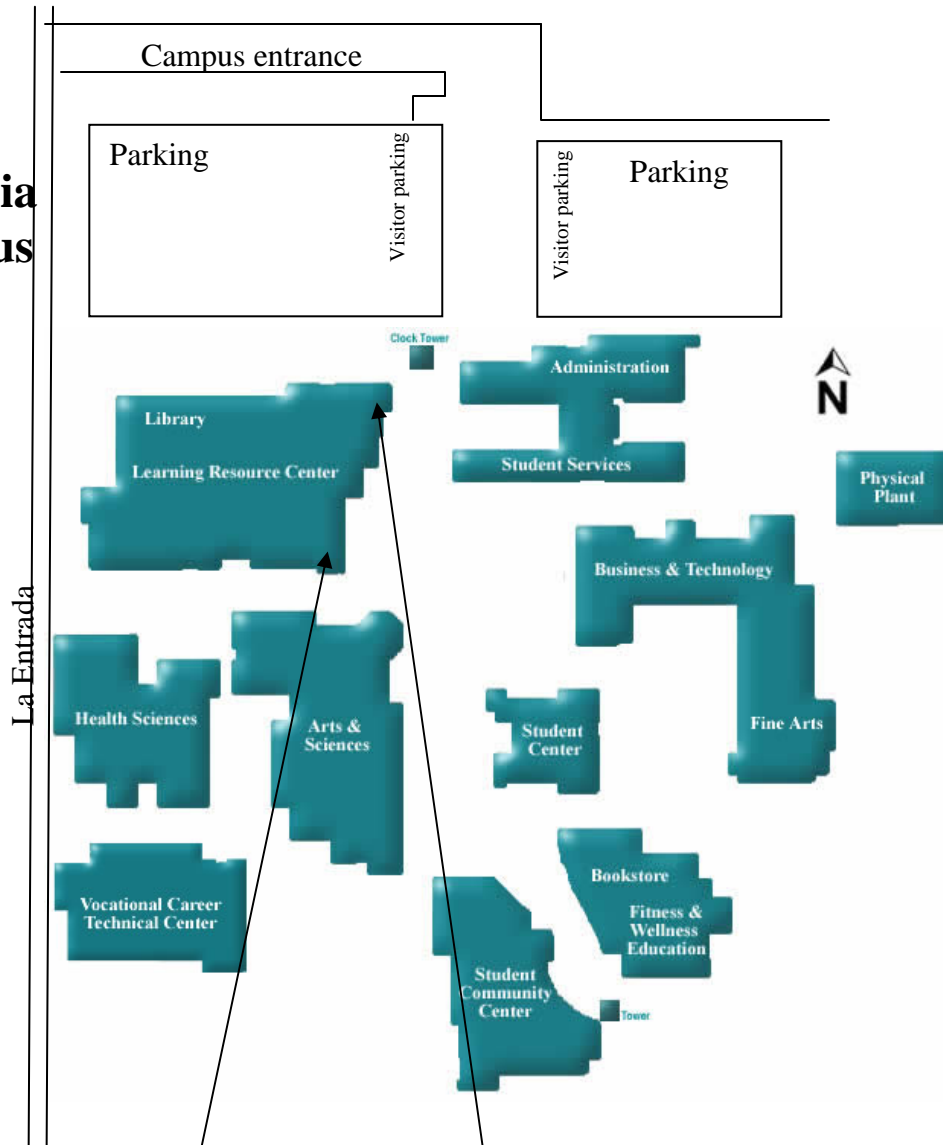 Campus entrance
Parking
Visitor parking
Visitor parking
Parking
ia
us
Clock Tower
Administration
N
Library
Learning Resource Center
Student Services
Physical
Plant
Business & Technology
La Entrada
Health Sciences
Arts &
Sciences
Student
Center
Fine Arts
Bookstore
Vocational Career
Technical Center
Fitness &
Wellness
Education
Student
Community
Center
Tower